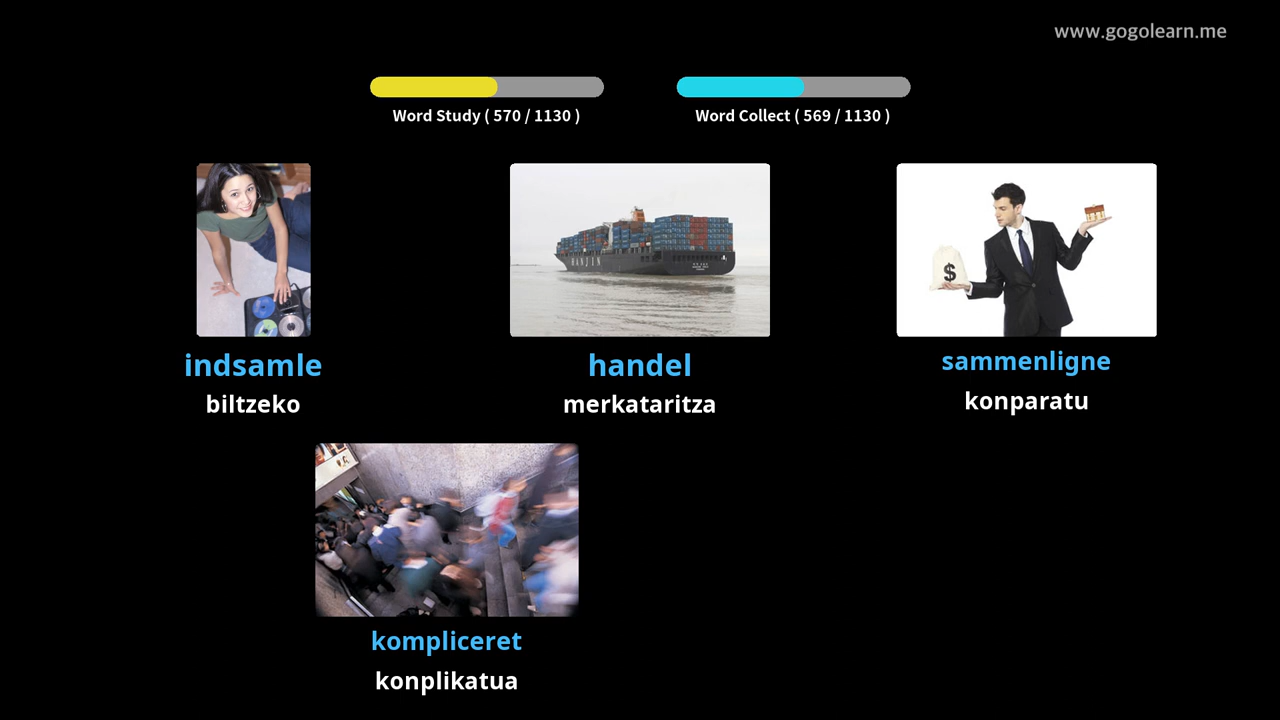 www.gogolearn.me
Word Study ( 570 / 1130 )
Word Collect ( 569 / 1130 )
HANJIN
$
indsamle
biltzeko
handel
merkataritza
sammenligne
konparatu
kompliceret
konplikatua